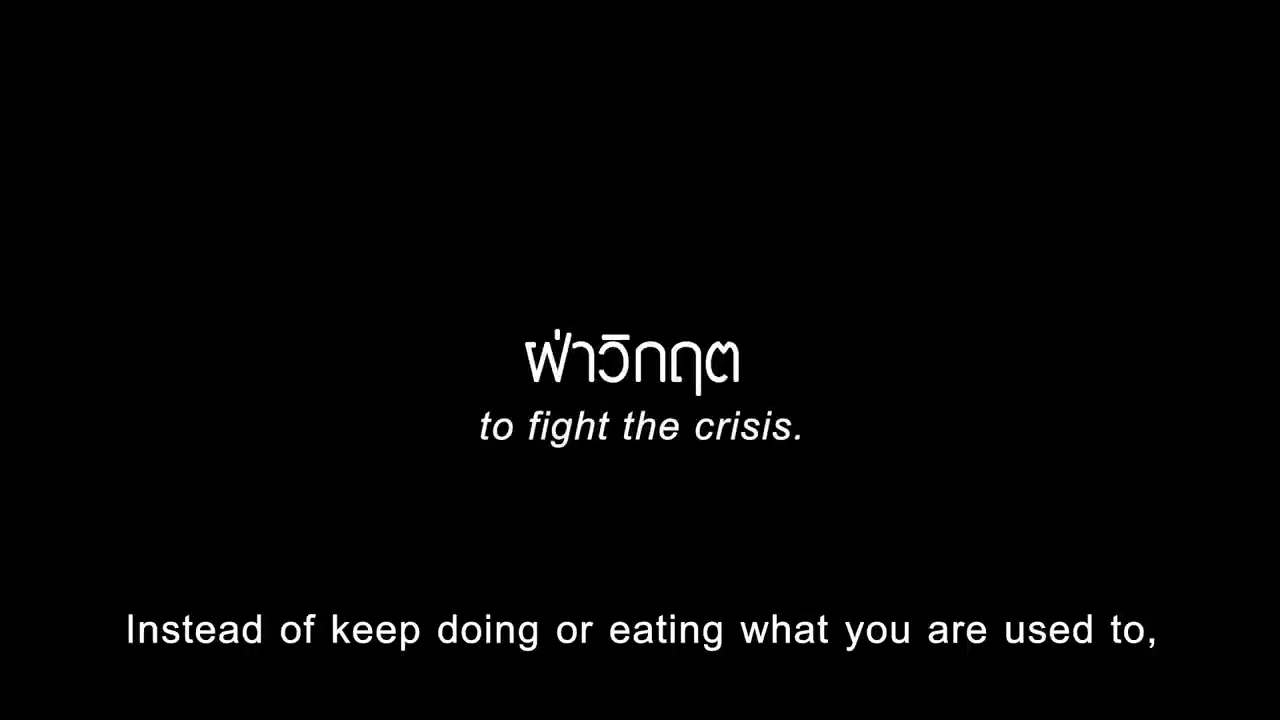 ฝ่าวิกฤต
to fight the crisis.
Instead of keep doing or eating what you are used to,